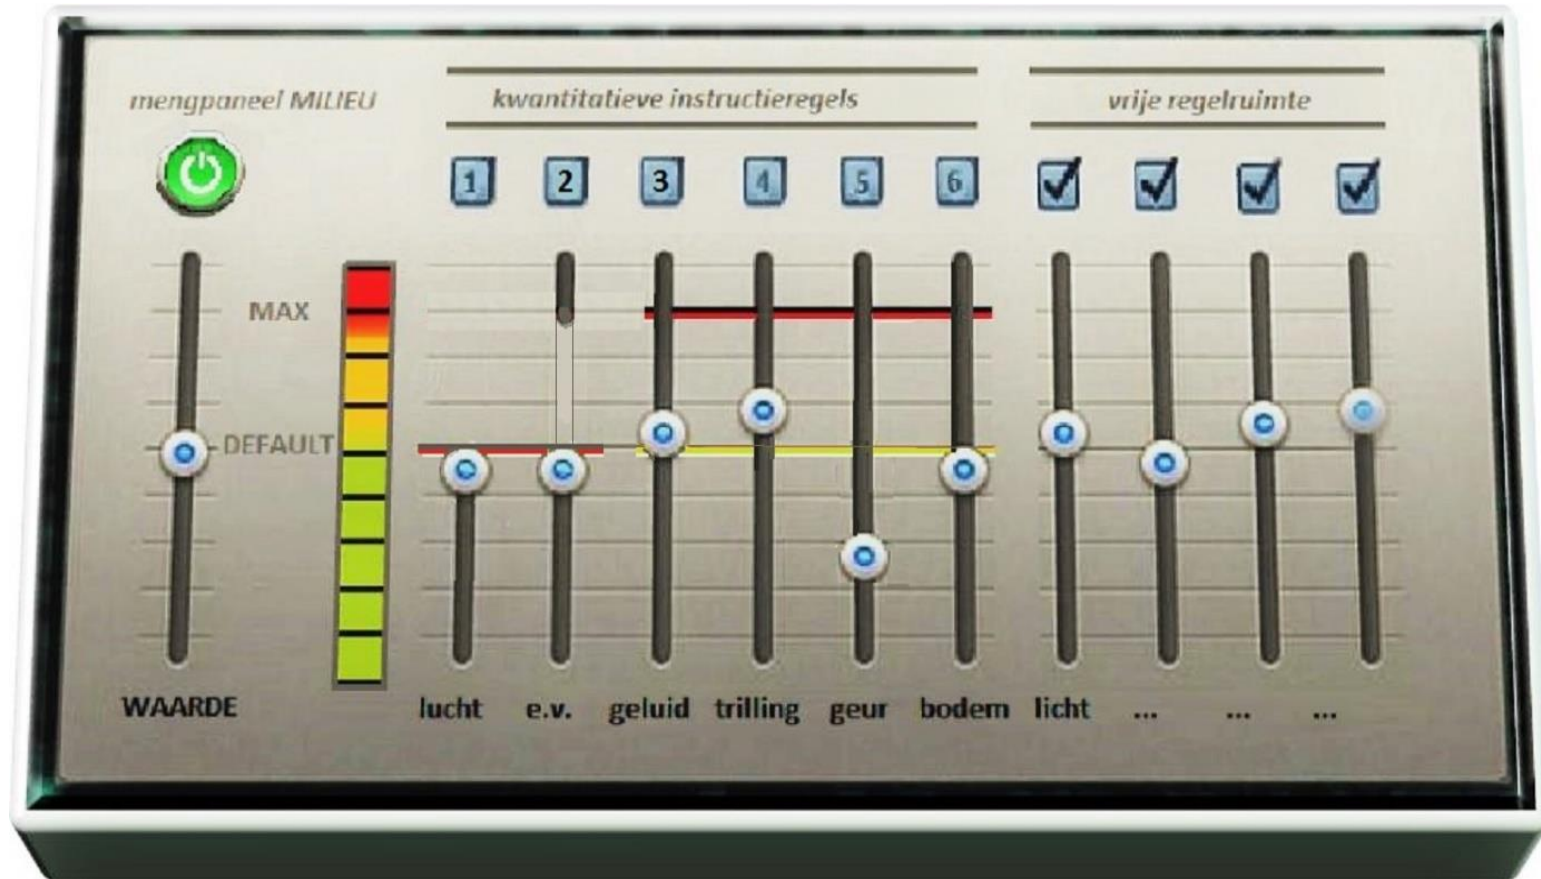 mengpaneel MILIEU
kwantitatieve instructieregels
vrije regelruimte
1 2 3 4 5 6
MAX
DEFAULT
WAARDE
lucht e.v. geluid trilling geur bodem licht ... ... ...